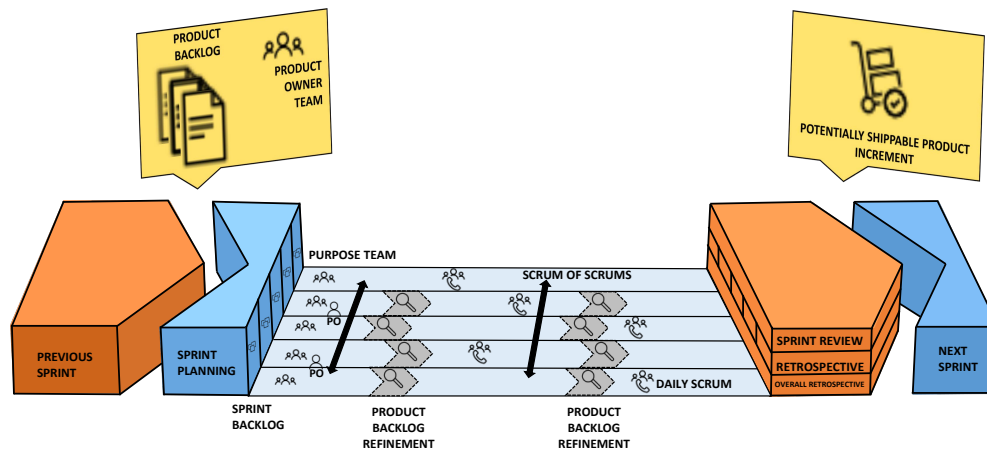 PRODUCT
BACKLOG
PRODUCT
OWNER
TEAM
POTENTIALLY SHIPPABLE PRODUCT
INCREMENT
PURPOSE TEAM
SCRUM OF SCRUMS
PO
PO
PREVIOUS
SPRINT
SPRINT
PLANNING
SPRINT REVIEW
RETROSPECTIVE
OVERALL RETROSPECTIVE
NEXT
SPRINT
DAILY SCRUM
SPRINT
BACKLOG
PRODUCT
BACKLOG
REFINEMENT
PRODUCT
BACKLOG
REFINEMENT